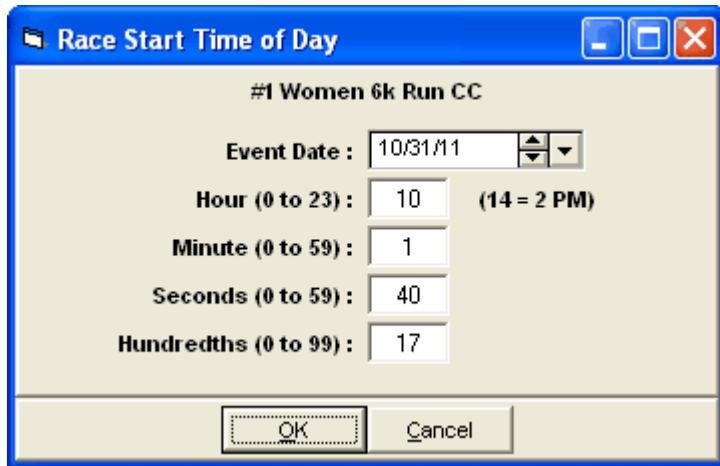 Race Start Time of Day
#1 Women 6k Run CC
Event Date : 10/31/11
Hour (0 to 23) : 10 (14 = 2 PM)
Minute (0 to 59) : 1
Seconds (0 to 59) : 40
Hundredths (0 to 99) : 17
OK Cancel